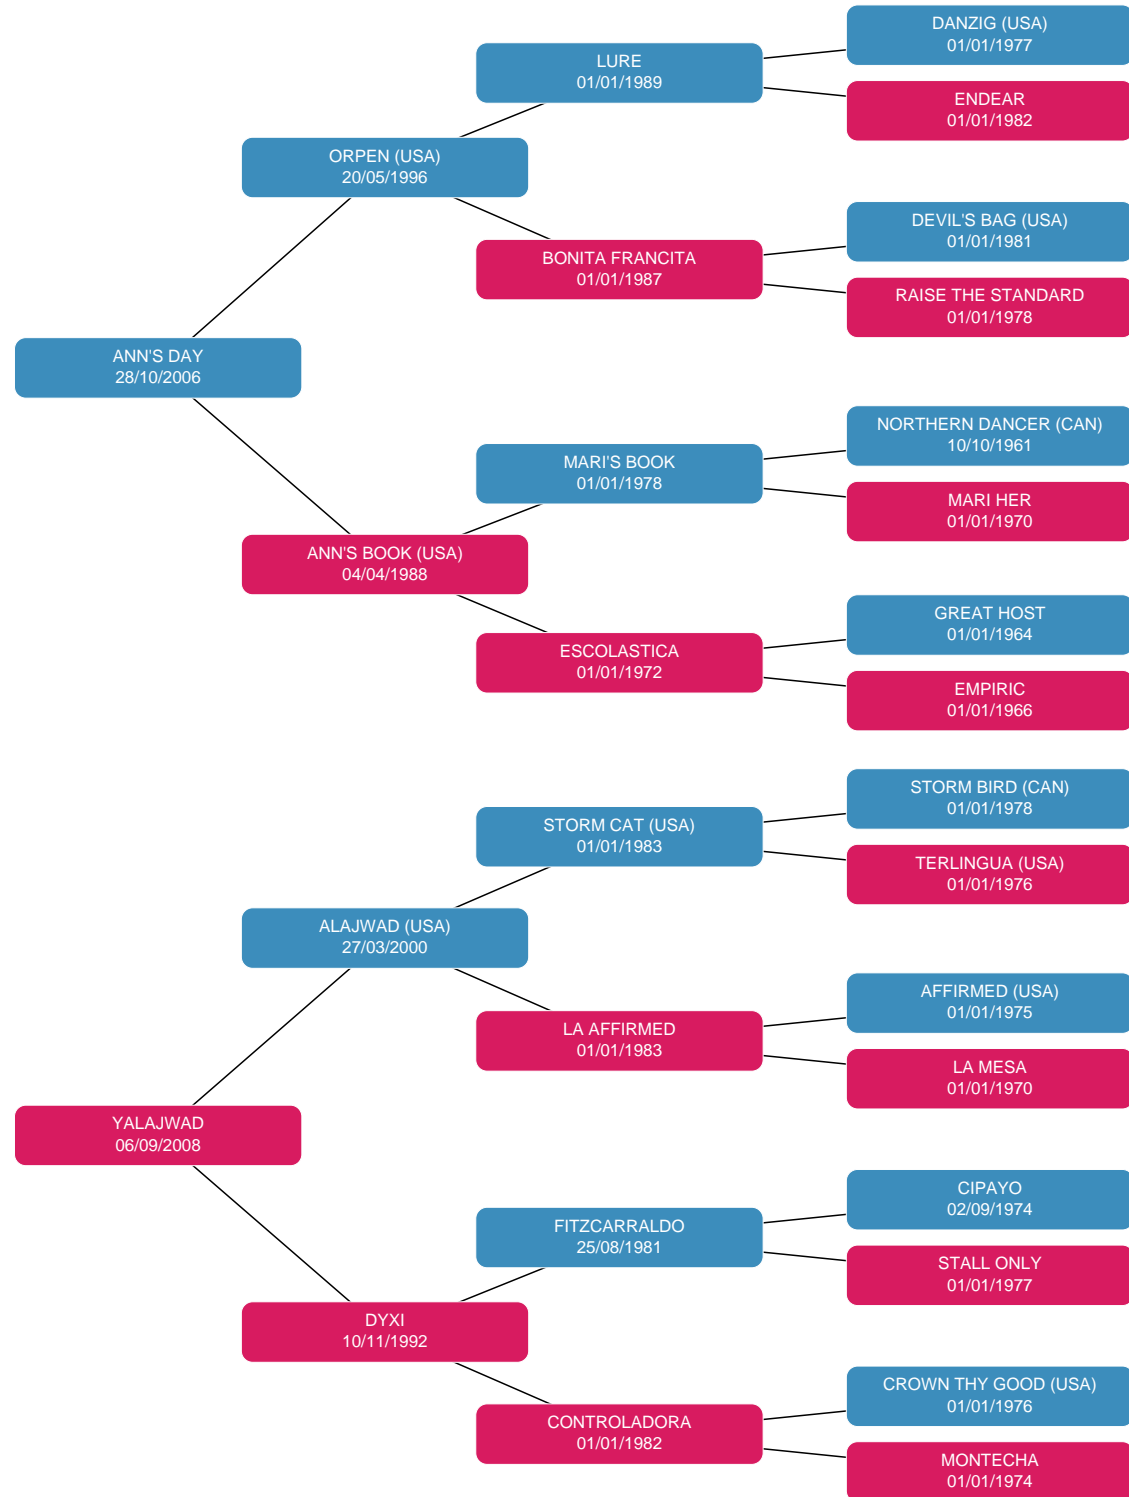 DANZIG (USA)
01/01/1977
LURE
01/01/1989
ENDEAR
01/01/1982
ORPEN (USA)
20/05/1996
DEVIL'S BAG (USA)
01/01/1981
BONITA FRANCITA
01/01/1987
RAISE THE STANDARD
01/01/1978
ANN'S DAY
28/10/2006
NORTHERN DANCER (CAN)
10/10/1961
MARI'S BOOK
01/01/1978
MARI HER
01/01/1970
ANN'S BOOK (USA)
04/04/1988
GREAT HOST
01/01/1964
ESCOLASTICA
01/01/1972
EMPIRIC
01/01/1966
STORM BIRD (CAN)
01/01/1978
STORM CAT (USA)
01/01/1983
TERLINGUA (USA)
01/01/1976
ALAJWAD (USA)
27/03/2000
AFFIRMED (USA)
01/01/1975
LA AFFIRMED
01/01/1983
LA MESA
01/01/1970
YALAJWAD
06/09/2008
CIPAYO
02/09/1974
FITZCARRALDO
25/08/1981
STALL ONLY
01/01/1977
DYXI
10/11/1992
CROWN THY GOOD (USA)
01/01/1976
CONTROLADORA
01/01/1982
MONTECHA
01/01/1974